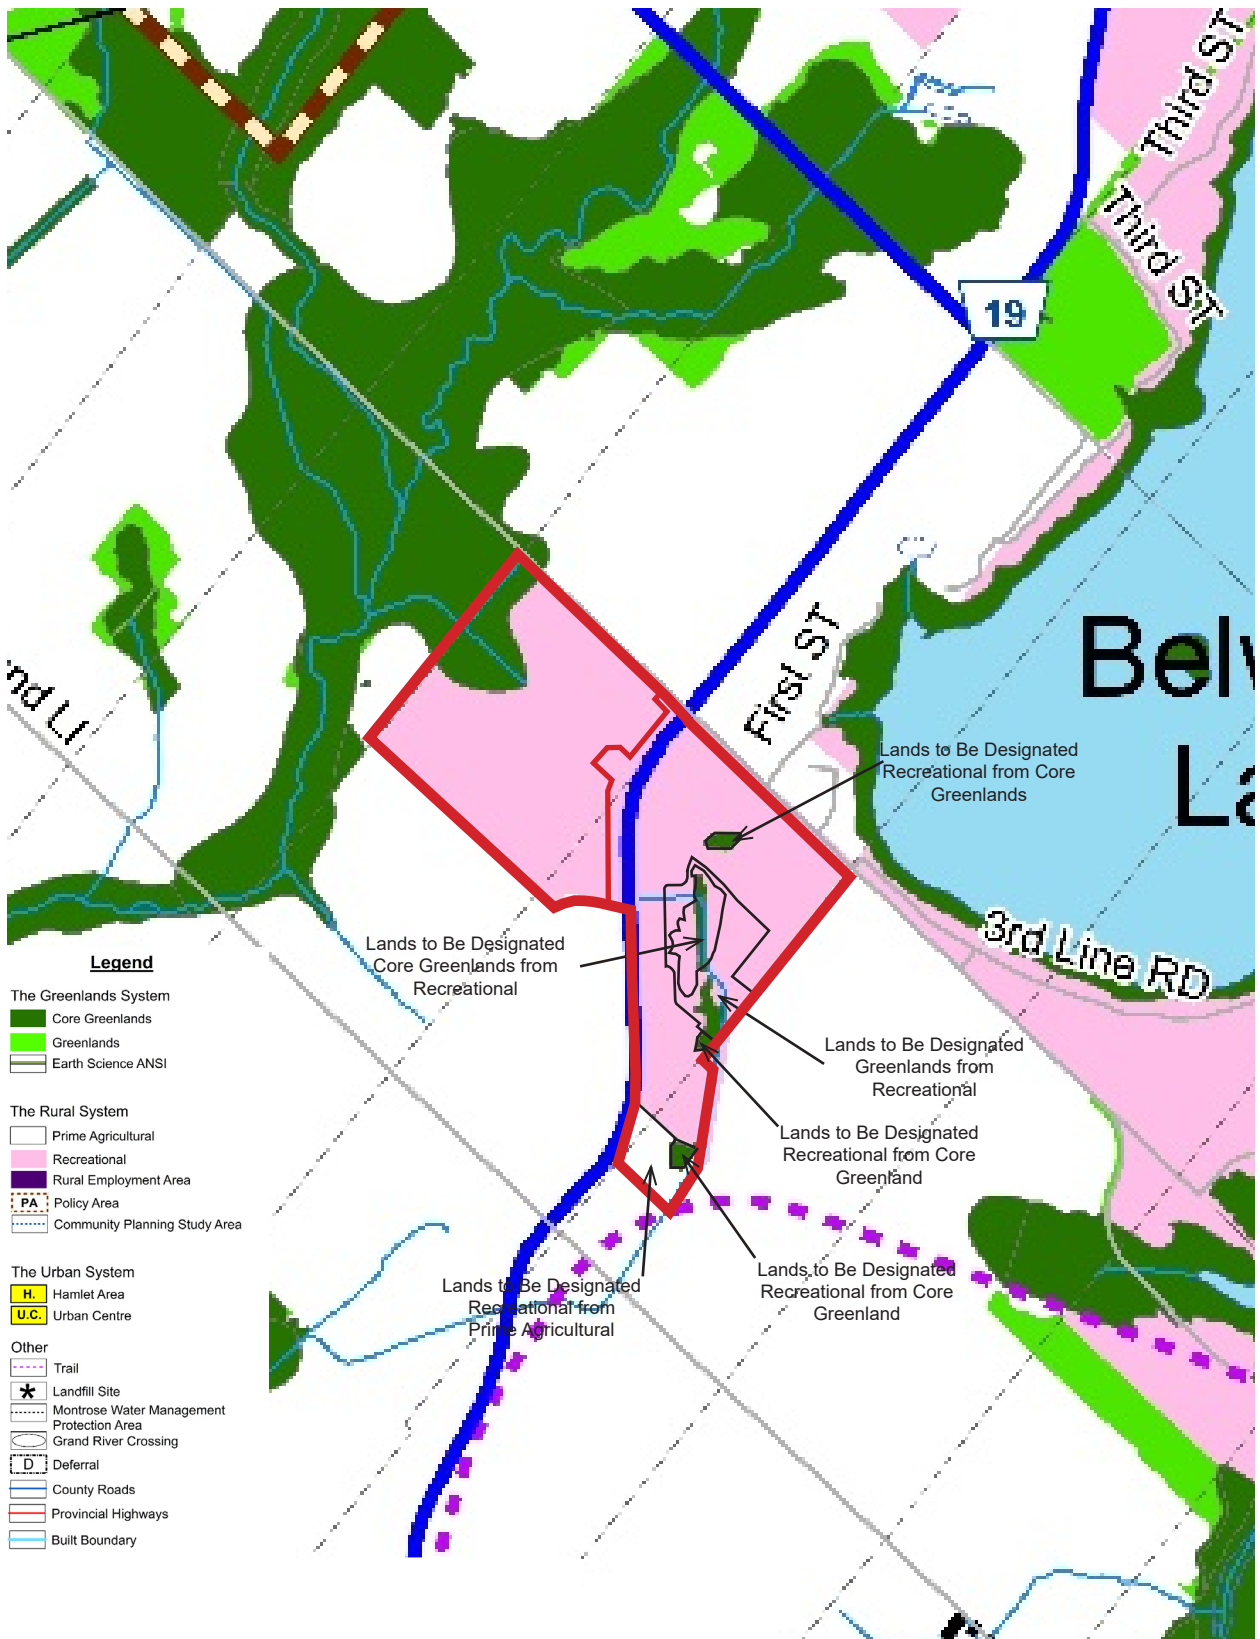 Third ST
Third ST
19
First ST
nd LI
Belw
La
Lands to Be Designated
Recreational from Core
Greenlands
3rd Line RD
Lands to Be Designated
Core Greenlands from
Recreational
Lands to Be Designated
Greenlands from
Recreational
Lands to Be Designated
Recreational from Core
Greenland
Lands to Be Designated
Recreational from Core
Greenland
Lands to Be Designated
Recreational from
Prime Agricultural
Legend
The Greenlands System
Core Greenlands
Greenlands
Earth Science ANSI
The Rural System
Prime Agricultural
Recreational
Rural Employment Area
PA Policy Area
Community Planning Study Area
The Urban System
H. Hamlet Area
U.C. Urban Centre
Other
Trail
Landfill Site
Montrose Water Management
Protection Area
Grand River Crossing
D Deferral
County Roads
Provincial Highways
Built Boundary